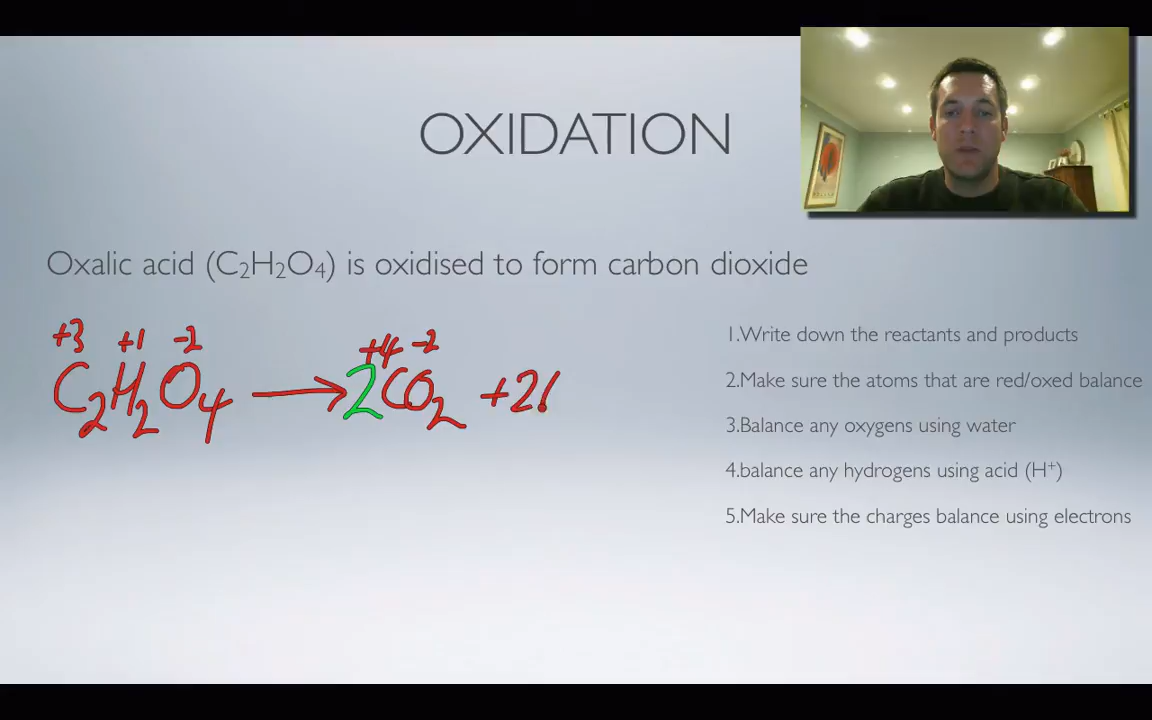 OXIDATION
Oxalic acid (C₂H₂O₄) is oxidised to form carbon dioxide
+3 +1 -2 +4 -2
C₂H₂O₄ → 2CO₂ + 2
1.Write down the reactants and products
2.Make sure the atoms that are red/oxed balance
3.Balance any oxygens using water
4.balance any hydrogens using acid (H⁺)
5.Make sure the charges balance using electrons